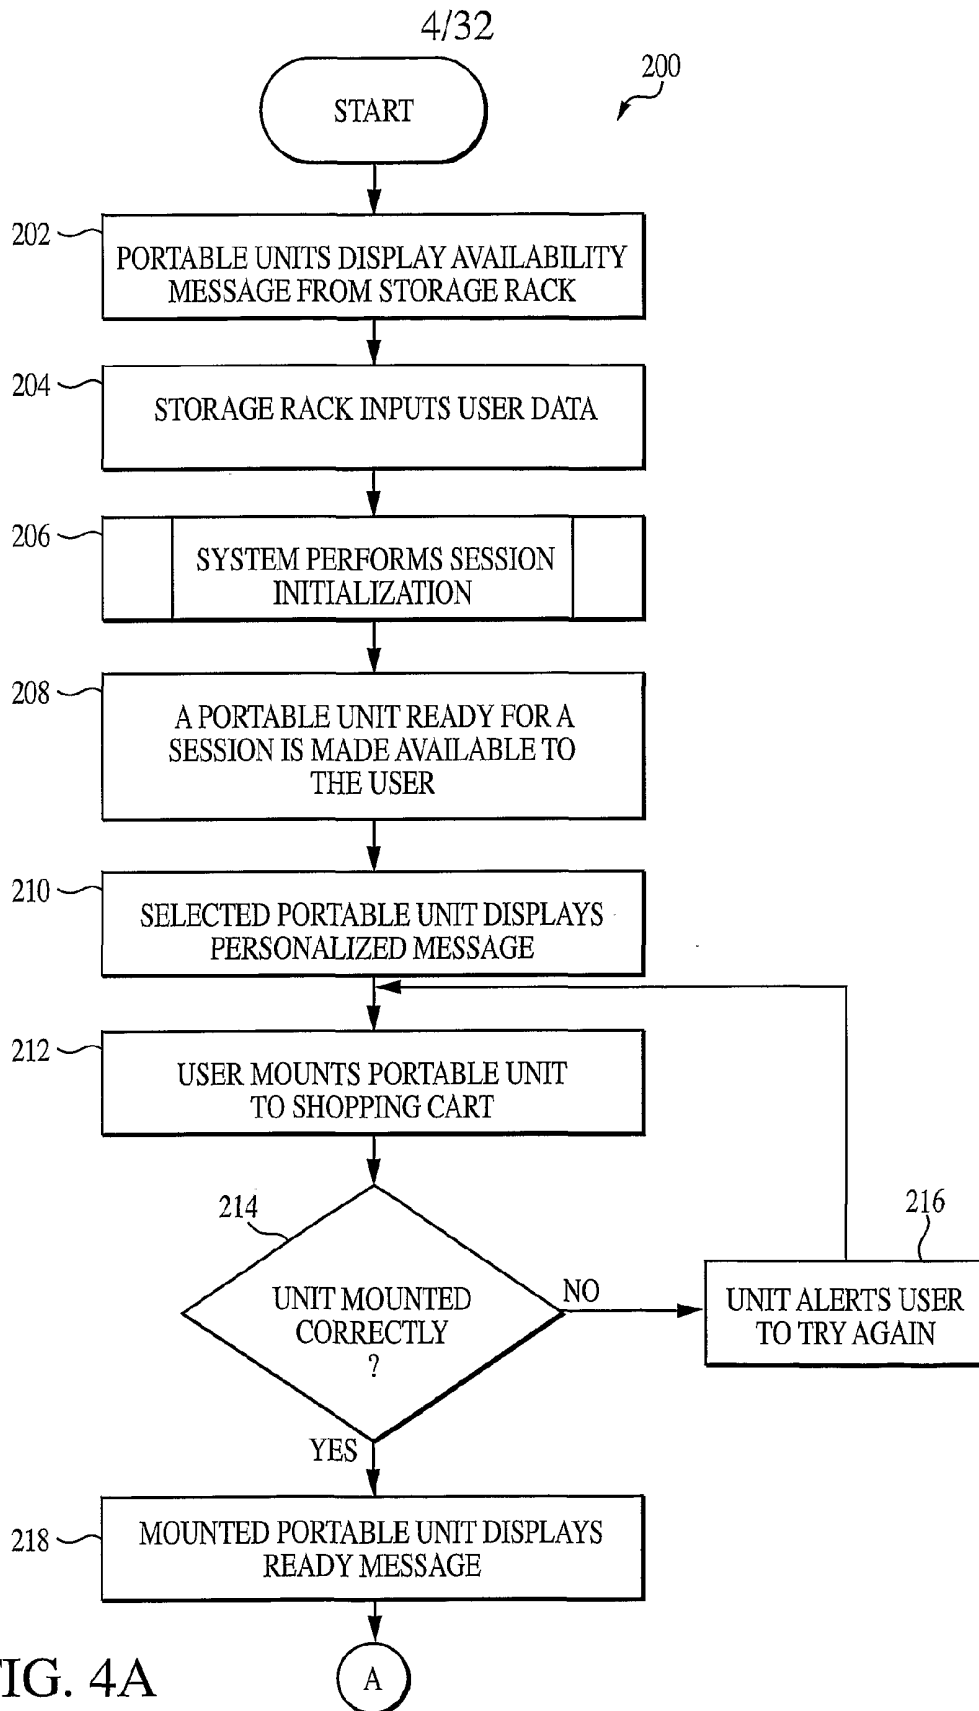 4/32
200
START
202
PORTABLE UNITS DISPLAY AVAILABILITY
MESSAGE FROM STORAGE RACK
204
STORAGE RACK INPUTS USER DATA
206
SYSTEM PERFORMS SESSION
INITIALIZATION
208
A PORTABLE UNIT READY FOR A
SESSION IS MADE AVAILABLE TO
THE USER
210
SELECTED PORTABLE UNIT DISPLAYS
PERSONALIZED MESSAGE
212
USER MOUNTS PORTABLE UNIT
TO SHOPPING CART
214
UNIT MOUNTED
CORRECTLY
?
NO
216
UNIT ALERTS USER
TO TRY AGAIN
YES
218
MOUNTED PORTABLE UNIT DISPLAYS
READY MESSAGE
A
IG. 4A